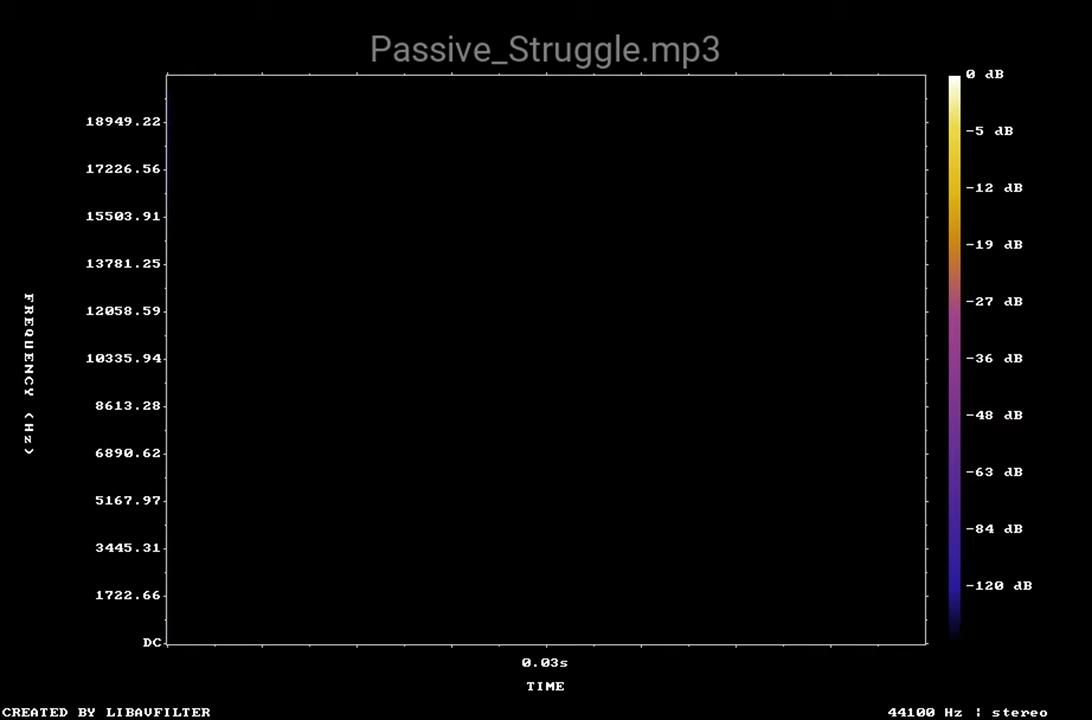 Passive_Struggle.mp3
0 dB
18949.22
-5 dB
17226.56
-12 dB
15503.91
-19 dB
13781.25
-27 dB
12058.59
FREQUENCY (Hz)
10335.94
-36 dB
8613.28
-48 dB
6890.62
-63 dB
5167.97
-84 dB
3445.31
-120 dB
1722.66
DC
0.03s
TIME
CREATED BY LIBAVFILTER
44100 Hz | stereo